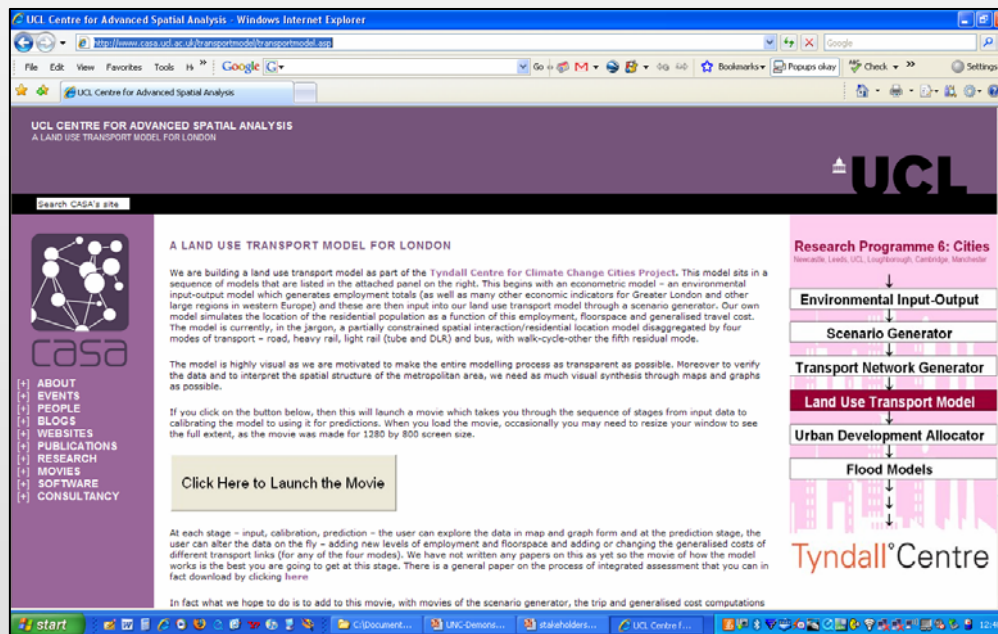 UCL Centre for Advanced Spatial Analysis - Windows Internet Explorer
http://www.casa.ucl.ac.uk/transportmodel/transportmodel.asp
Google
File Edit View Favorites Tools H » Google G Go Bookmarks Popups okay Check » Settings
UCL Centre for Advanced Spatial Analysis
UCL CENTRE FOR ADVANCED SPATIAL ANALYSIS
A LAND USE TRANSPORT MODEL FOR LONDON
UCL
Search CASA's site
casa
[+] ABOUT
[+] EVENTS
[+] PEOPLE
[+] BLOGS
[+] WEBSITES
[+] PUBLICATIONS
[+] RESEARCH
[+] MOVIES
[+] SOFTWARE
[+] CONSULTANCY
A LAND USE TRANSPORT MODEL FOR LONDON
We are building a land use transport model as part of the Tyndall Centre for Climate Change Cities Project. This model sits in a
sequence of models that are listed in the attached panel on the right. This begins with an econometric model – an environmental
input-output model which generates employment totals (as well as many other economic indicators for Greater London and other
large regions in western Europe) and these are then input into our land use transport model through a scenario generator. Our own
model simulates the location of the residential population as a function of this employment, floorspace and generalised travel cost.
The model is currently, in the jargon, a partially constrained spatial interaction/residential location model disaggregated by four
modes of transport – road, heavy rail, light rail (tube and DLR) and bus, with walk-cycle-other the fifth residual mode.
The model is highly visual as we are motivated to make the entire modelling process as transparent as possible. Moreover to verify
the data and to interpret the spatial structure of the metropolitan area, we need as much visual synthesis through maps and graphs
as possible.
If you click on the button below, then this will launch a movie which takes you through the sequence of stages from input data to
calibrating the model to using it for predictions. When you load the movie, occasionally you may need to resize your window to see
the full extent, as the movie was made for 1280 by 800 screen size.
Click Here to Launch the Movie
At each stage – input, calibration, prediction – the user can explore the data in map and graph form and at the prediction stage, the
user can alter the data on the fly – adding new levels of employment and floorspace and adding or changing the generalised costs of
different transport links (for any of the four modes). We have not written any papers on this as yet so the movie of how the model
works is the best you are going to get at this stage. There is a general paper on the process of integrated assessment that you can in
fact download by clicking here
In fact what we hope to do is to add to this movie, with movies of the scenario generator, the trip and generalised cost computations
Research Programme 6: Cities
Newcastle, Leeds, UCL, Loughborough, Cambridge, Manchester
Environmental Input-Output
Scenario Generator
Transport Network Generator
Land Use Transport Model
Urban Development Allocator
Flood Models
Tyndall°Centre
start C:\Document... UNC-Demons... stakeholders... UCL Centre f...